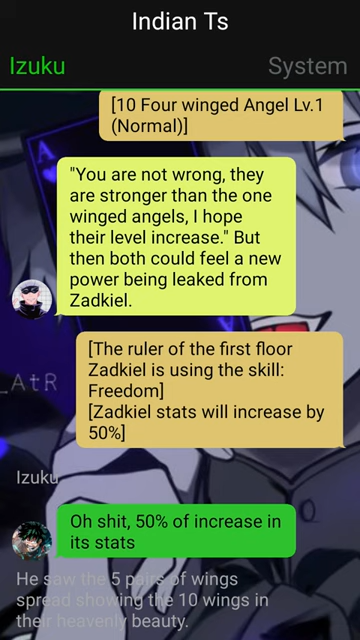 Indian Ts
Izuku
System
[10 Four winged Angel Lv.1
(Normal)]
"You are not wrong, they
are stronger than the one
winged angels, I hope
their level increase." But
then both could feel a new
power being leaked from
Zadkiel.
[The ruler of the first floor
Zadkiel is using the skill:
Freedom]
[Zadkiel stats will increase by
50%]
_AtR
Izuku
Oh shit, 50% of increase in
its stats
He saw the 5 pairs of wings
spread showing the 10 wings in
their heavenly beauty.